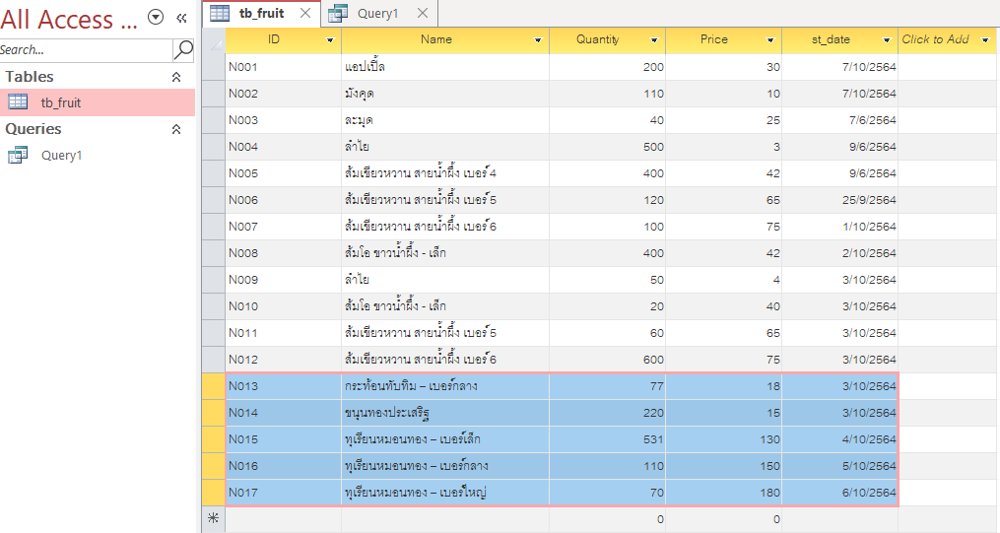 All Access ...
Search...
Tables
tb_fruit
Queries
Query1
tb_fruit Query1
ID Name Quantity Price st_date Click to Add
N001 แอปเปิ้ล 200 30 7/10/2564
N002 มังคุด 110 10 7/10/2564
N003 ละมุด 40 25 7/6/2564
N004 ลำไย 500 3 9/6/2564
N005 ส้มเขียวหวาน สายน้ำผึ้ง เบอร์ 4 400 42 9/6/2564
N006 ส้มเขียวหวาน สายน้ำผึ้ง เบอร์ 5 120 65 25/9/2564
N007 ส้มเขียวหวาน สายน้ำผึ้ง เบอร์ 6 100 75 1/10/2564
N008 ส้มโอ ขาวน้ำผึ้ง - เล็ก 400 42 2/10/2564
N009 ลำไย 50 4 3/10/2564
N010 ส้มโอ ขาวน้ำผึ้ง - เล็ก 20 40 3/10/2564
N011 ส้มเขียวหวาน สายน้ำผึ้ง เบอร์ 5 60 65 3/10/2564
N012 ส้มเขียวหวาน สายน้ำผึ้ง เบอร์ 6 600 75 3/10/2564
N013 กระท้อนทับทิม – เบอร์กลาง 77 18 3/10/2564
N014 ขนุนทองประเสริฐ 220 15 3/10/2564
N015 ทุเรียนหมอนทอง – เบอร์เล็ก 531 130 4/10/2564
N016 ทุเรียนหมอนทอง – เบอร์กลาง 110 150 5/10/2564
N017 ทุเรียนหมอนทอง – เบอร์ใหญ่ 70 180 6/10/2564
0 0